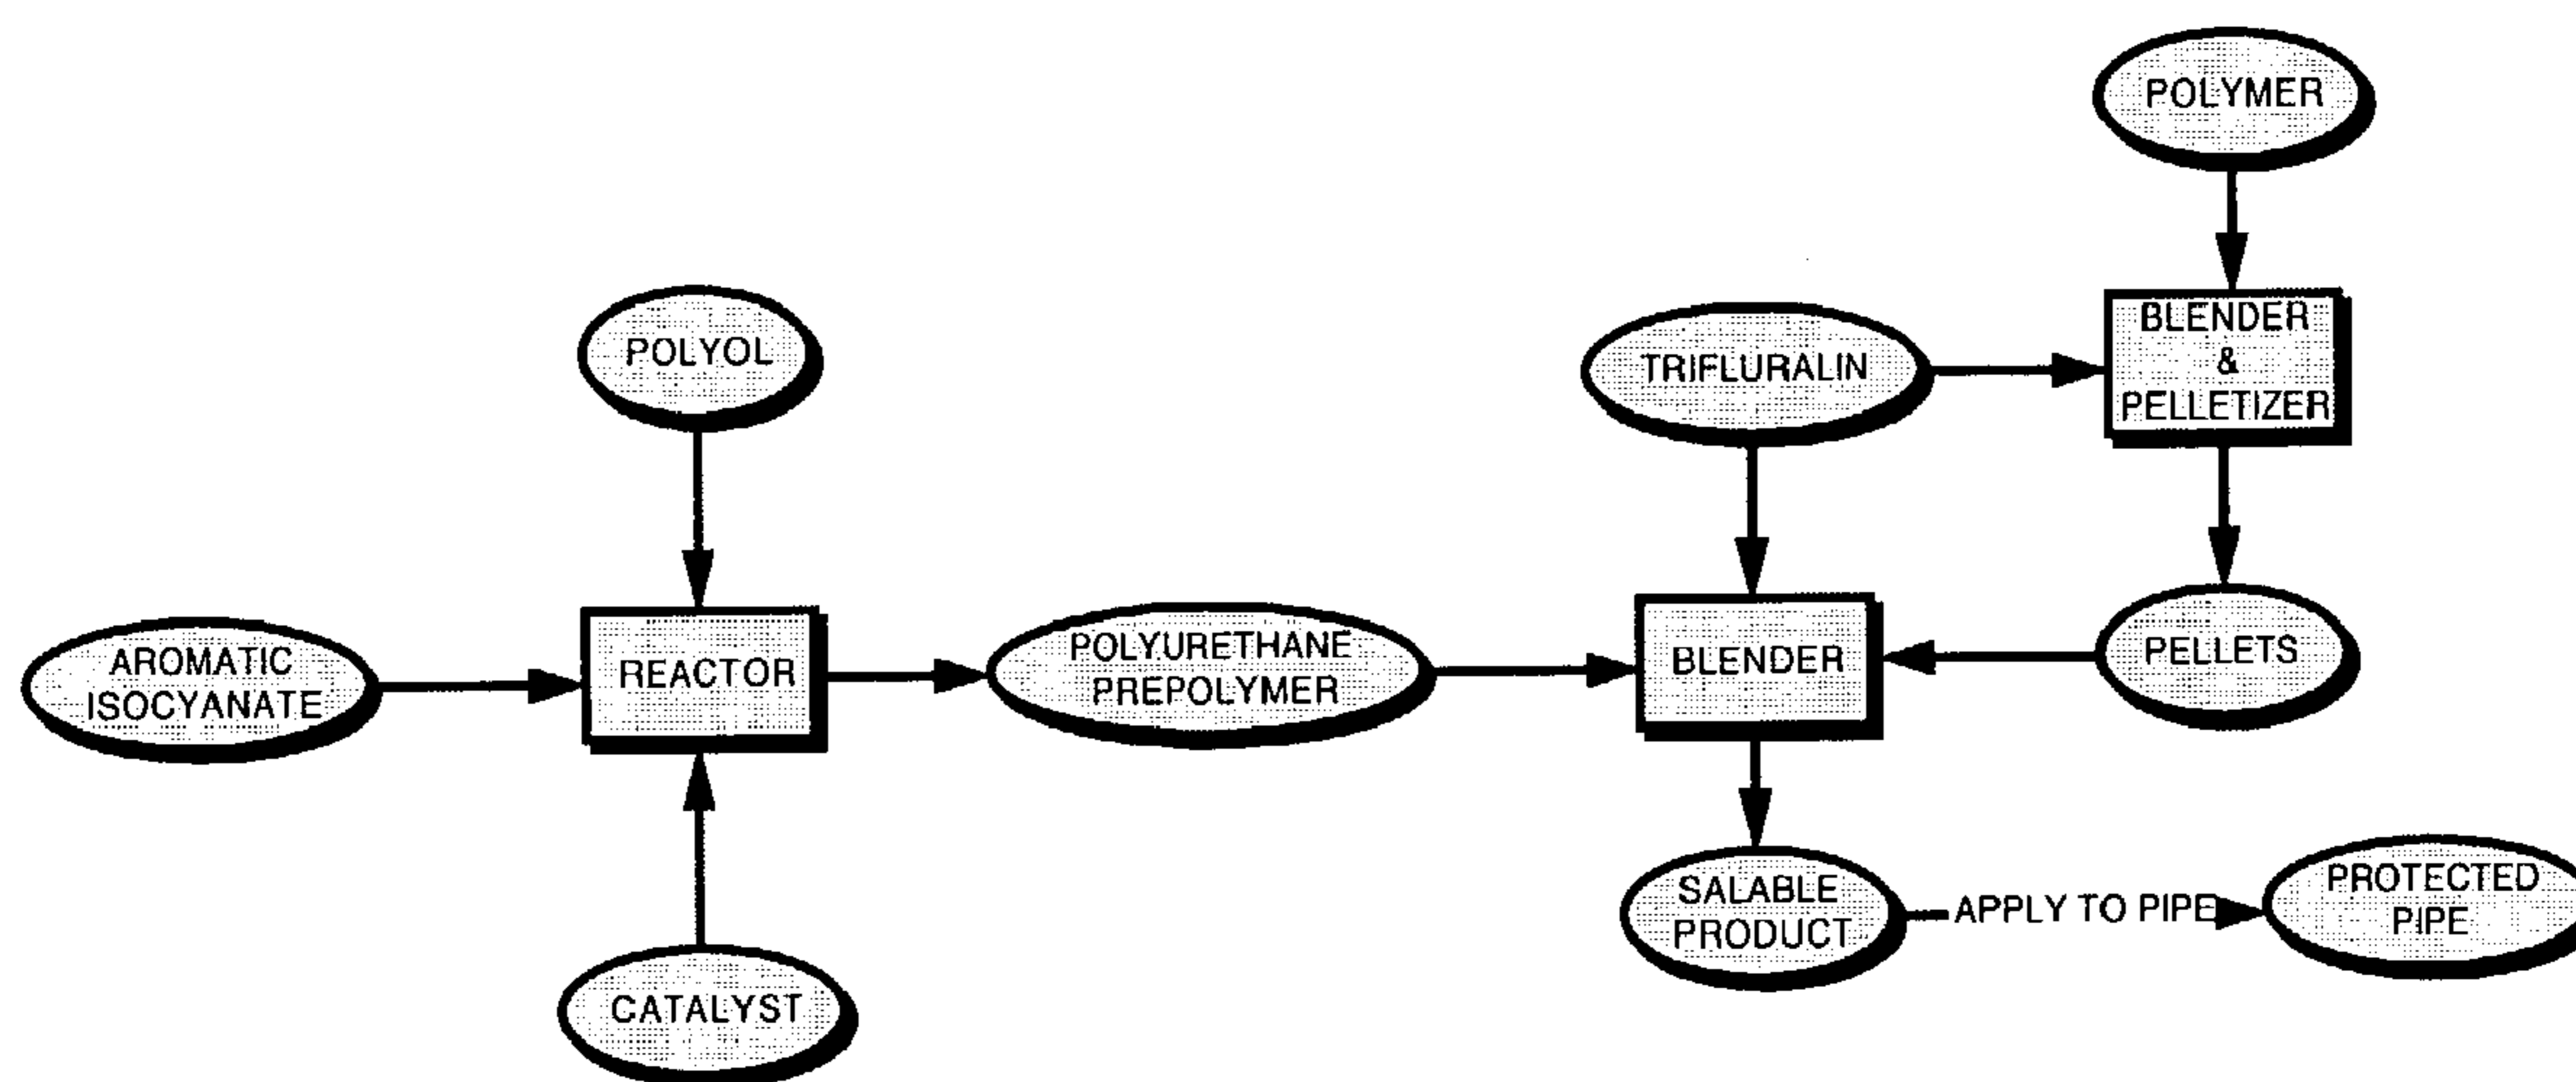 POLYMER
POLYOL
TRIFLURALIN
BLENDER
&
PELLETIZER
AROMATIC
ISOCYANATE
REACTOR
POLYURETHANE
PREPOLYMER
BLENDER
PELLETS
CATALYST
SALABLE
PRODUCT
APPLY TO PIPE
PROTECTED
PIPE